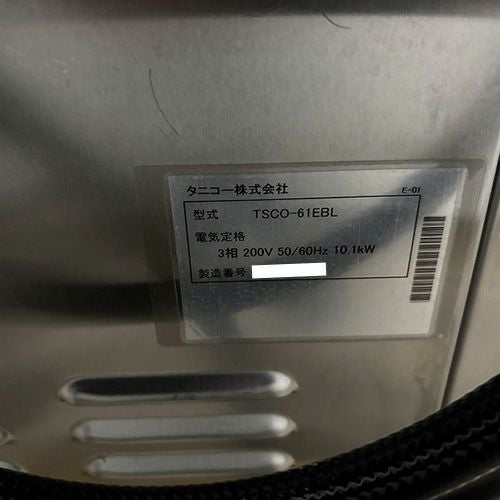 タニコー株式会社
E-01
型式 TSCO-61EBL
電気定格
3相 200V 50/60Hz 10.1kW
製造番号